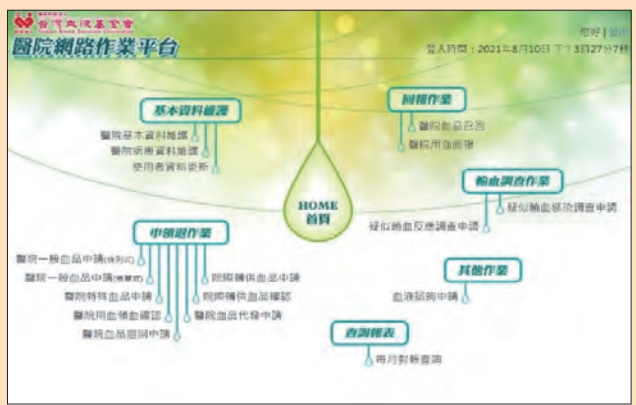 台灣血液基金會
醫院網路作業平台
您好 | 登出
登入時間：2021年8月10日 下午3時27分7秒
基本資料維護
醫院基本資料維護
醫院病患資料維護
使用者資料更新
回報作業
醫院血品召回
醫院用血回報
輸血調查作業
疑似輸血感染調查申請
疑似輸血反應調查申請
HOME
首頁
申領退作業
醫院一般血品申請(條列式)
醫院一般血品申請
醫院特殊血品申請
醫院用血領血確認
醫院血品退回申請
院際轉供血品申請
院際轉供血品確認
醫院血品代發申請
其他作業
血液諮詢申請
查詢報表
每月對帳查詢